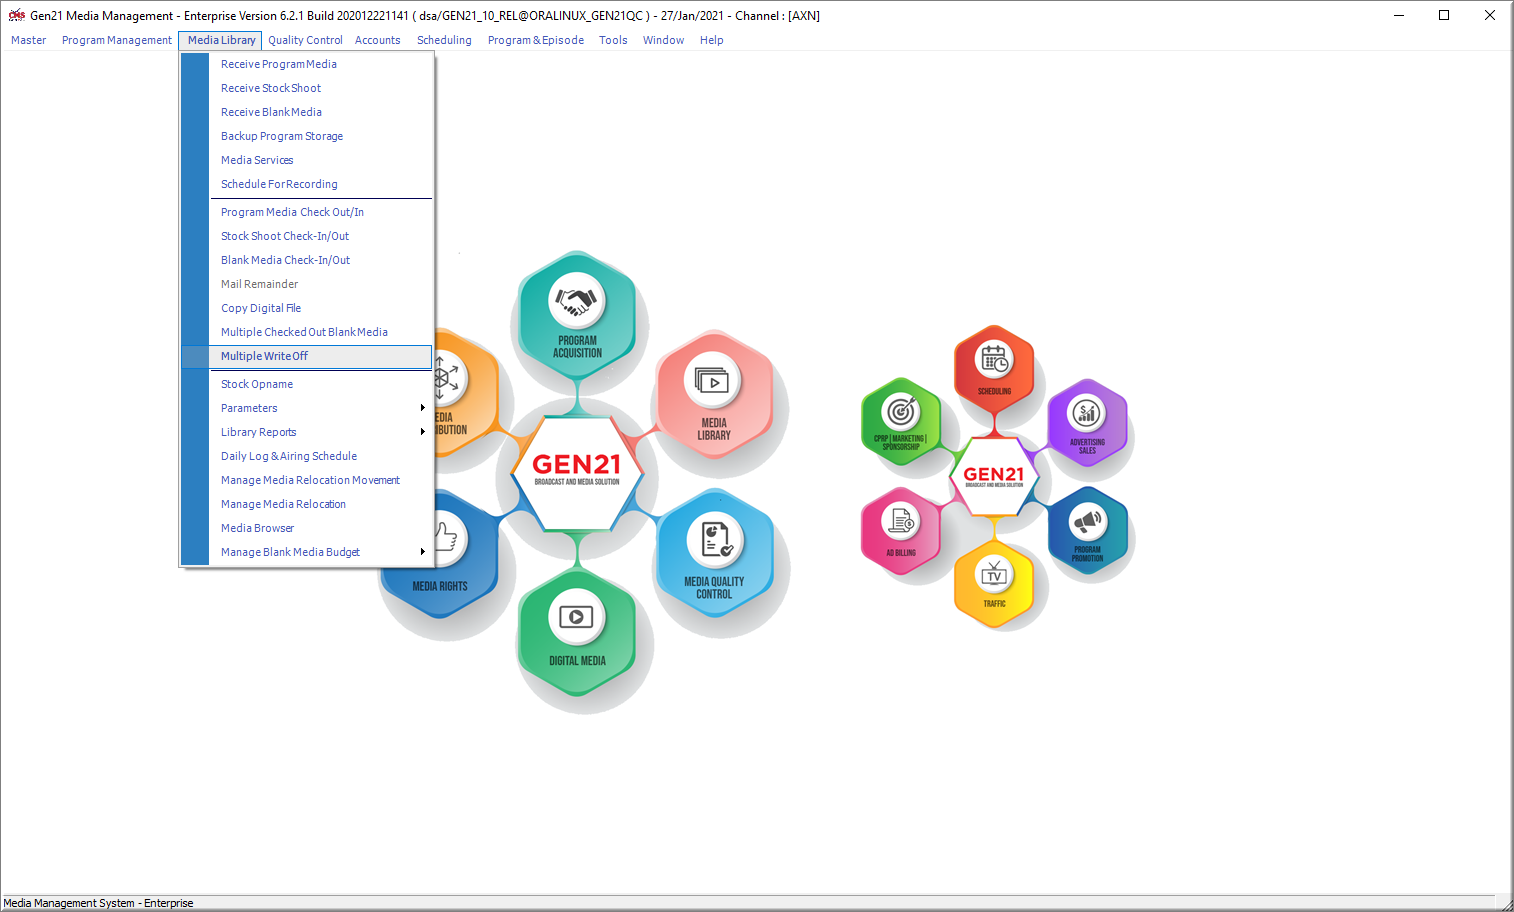 Gen21 Media Management - Enterprise Version 6.2.1 Build 202012221141 ( dsa/GEN21_10_REL@ORALINUX_GEN21QC ) - 27/Jan/2021 - Channel : [AXN]
Master Program Management Media Library Quality Control Accounts Scheduling Program & Episode Tools Window Help
Receive Program Media
Receive Stock Shoot
Receive Blank Media
Backup Program Storage
Media Services
Schedule For Recording
Program Media Check Out/In
Stock Shoot Check-In/Out
Blank Media Check-In/Out
Mail Remainder
Copy Digital File
Multiple Checked Out Blank Media
Multiple Write Off
Stock Opname
Parameters
Library Reports
Daily Log & Airing Schedule
Manage Media Relocation Movement
Manage Media Relocation
Media Browser
Manage Blank Media Budget
PROGRAM
ACQUISITION
MEDIA
LIBRARY
EDIA
IBUTION
GEN21
BROADCAST AND MEDIA SOLUTION
MEDIA RIGHTS
MEDIA QUALITY
CONTROL
DIGITAL MEDIA
SCHEDULING
CPRP | MARKETING |
SPONSORSHIP
ADVERTISING
SALES
GEN21
BROADCAST AND MEDIA SOLUTION
AD BILLING
PROGRAM
PROMOTION
TV
TRAFFIC
Media Management System - Enterprise